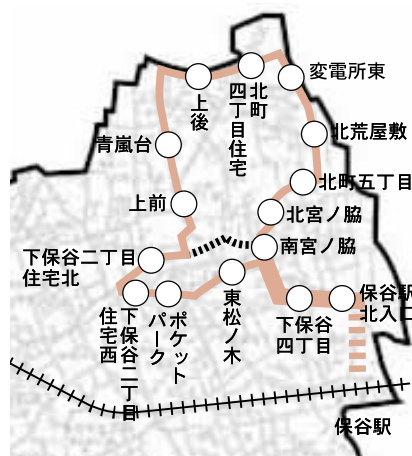 変電所東
北町
四丁目住宅
上後
北荒屋敷
青嵐台
北町五丁目
上前
北宮ノ脇
南宮ノ脇
下保谷二丁目
住宅北
保谷駅
北入口
下保谷
四丁目
東松ノ木
ポケット
パーク
下保谷二丁目
住宅西
保谷駅